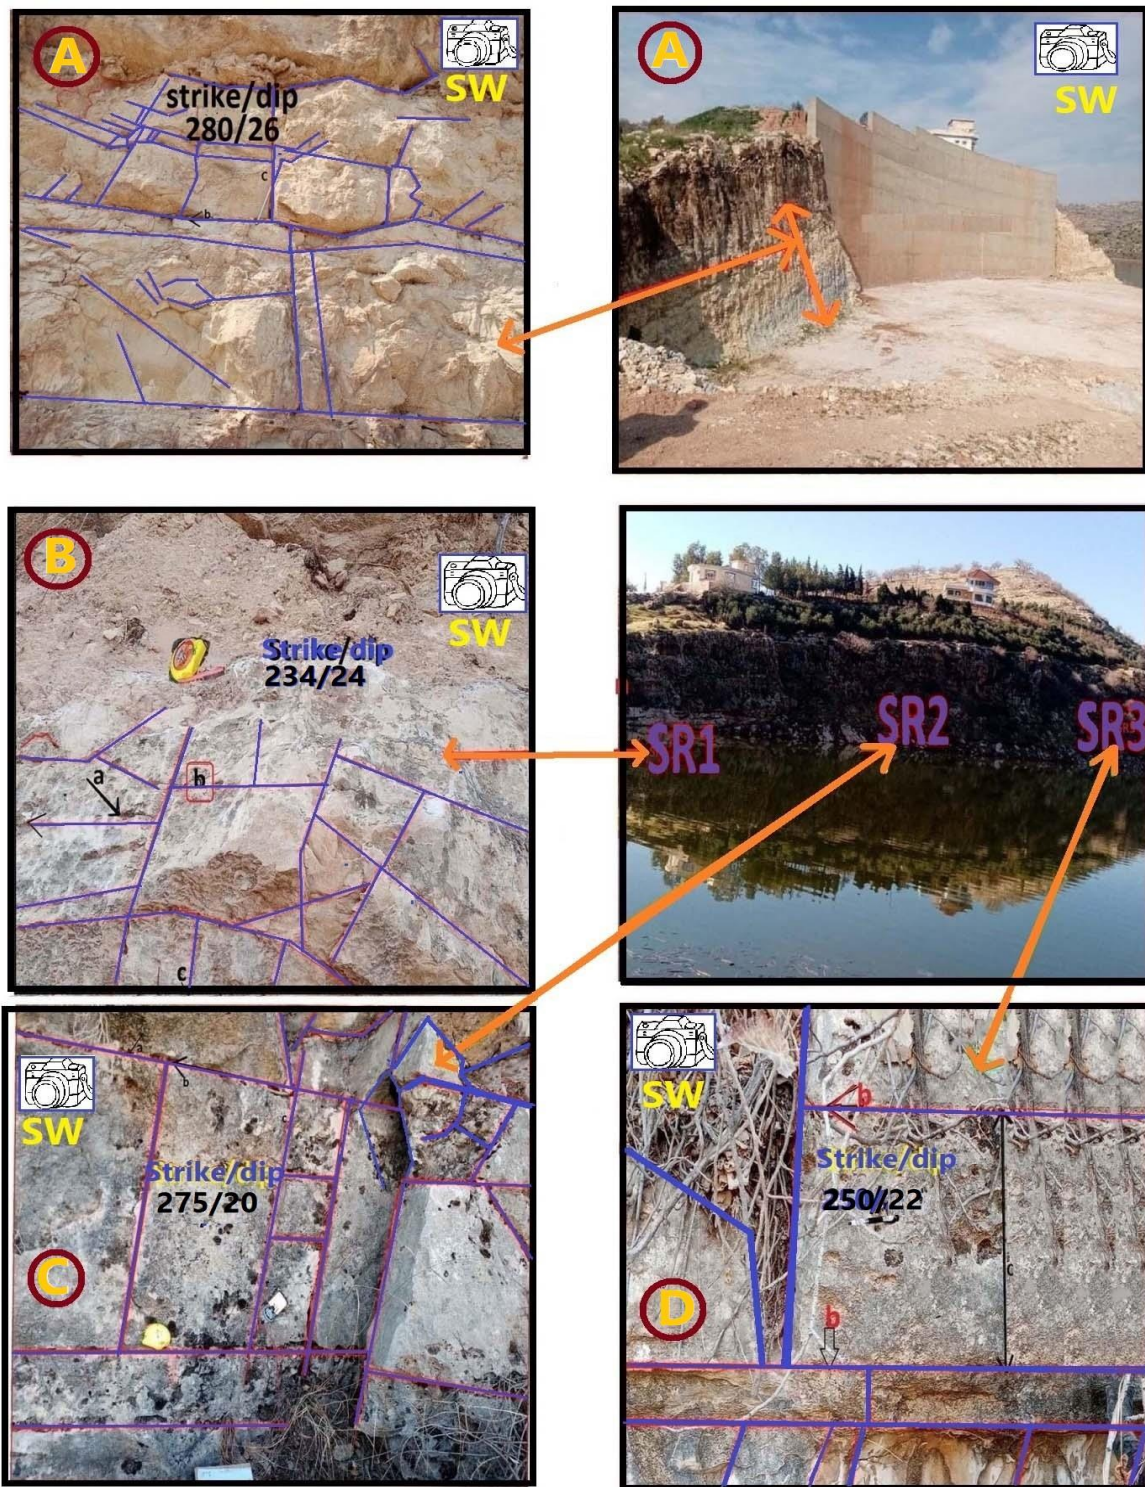 A
SW
strike/dip
280/26
c
b
A
SW
B
SW
Strike/dip
234/24
a
b
c
SR1
SR2
SR3
a
b
c
SW
Strike/dip
275/20
C
SW
b
Strike/dip
250/22
c
D
b